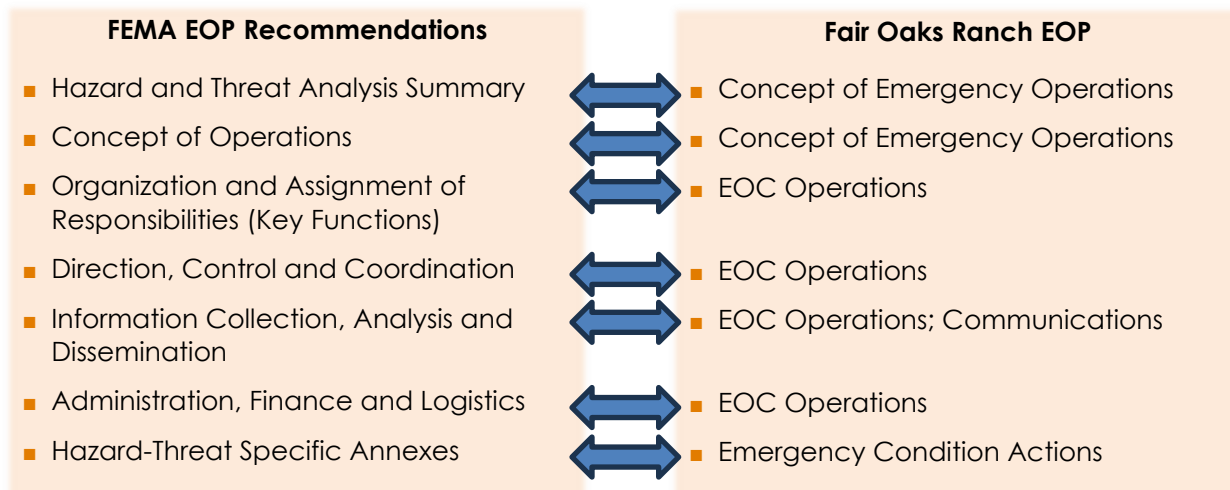 FEMA EOP Recommendations
■ Hazard and Threat Analysis Summary
■ Concept of Operations
■ Organization and Assignment of
Responsibilities (Key Functions)
■ Direction, Control and Coordination
■ Information Collection, Analysis and
Dissemination
■ Administration, Finance and Logistics
■ Hazard-Threat Specific Annexes
Fair Oaks Ranch EOP
■ Concept of Emergency Operations
■ Concept of Emergency Operations
■ EOC Operations
■ EOC Operations
■ EOC Operations; Communications
■ EOC Operations
■ Emergency Condition Actions